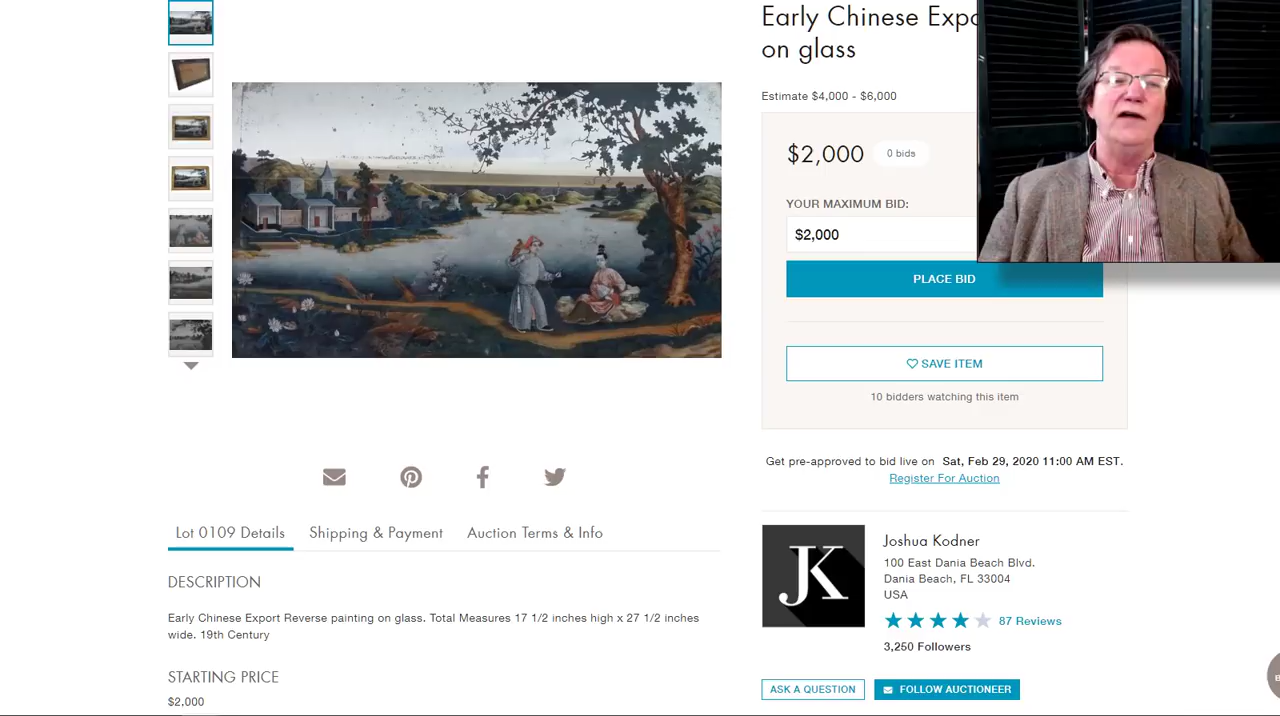 Early Chinese Expo
on glass
Estimate $4,000 - $6,000
$2,000
0 bids
YOUR MAXIMUM BID:
$2,000
PLACE BID
SAVE ITEM
10 bidders watching this item
Get pre-approved to bid live on Sat, Feb 29, 2020 11:00 AM EST.
Register For Auction
Lot 0109 Details
Shipping & Payment
Auction Terms & Info
DESCRIPTION
Early Chinese Export Reverse painting on glass. Total Measures 17 1/2 inches high x 27 1/2 inches
wide. 19th Century
STARTING PRICE
$2,000
JK
Joshua Kodner
100 East Dania Beach Blvd.
Dania Beach, FL 33004
USA
87 Reviews
3,250 Followers
ASK A QUESTION
FOLLOW AUCTIONEER